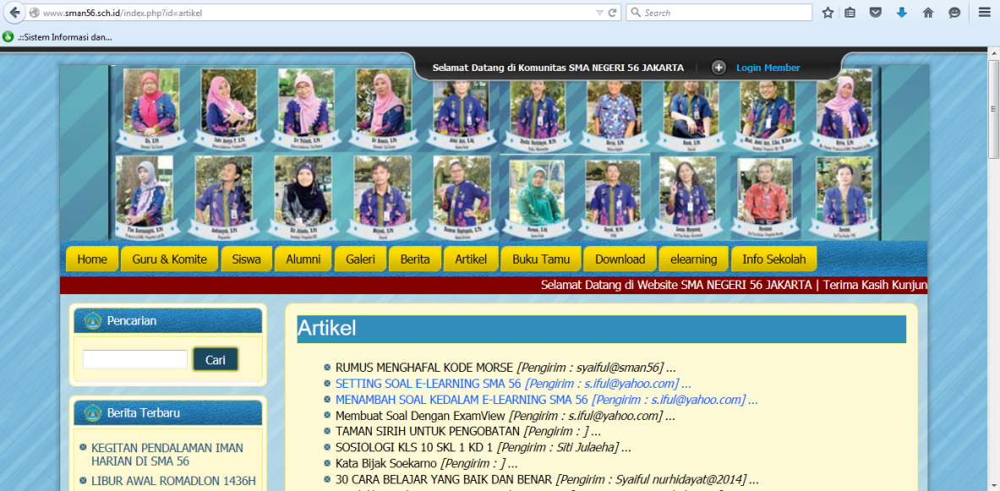 www.sman56.sch.id/index.php?id=artikel
Search
.::Sistem Informasi dan...
Selamat Datang di Komunitas SMA NEGERI 56 JAKARTA | Login Member
Home Guru & Komite Siswa Alumni Galeri Berita Artikel Buku Tamu Download elearning Info Sekolah
Selamat Datang di Website SMA NEGERI 56 JAKARTA | Terima Kasih Kunjun
Pencarian
Cari
Berita Terbaru
KEGITAN PENDALAMAN IMAN
HARIAN DI SMA 56
LIBUR AWAL ROMADLON 1436H
Artikel
RUMUS MENGHAFAL KODE MORSE [Pengirim : syaiful@sman56] ...
SETTING SOAL E-LEARNING SMA 56 [Pengirim : s.iful@yahoo.com] ...
MENAMBAH SOAL KEDALAM E-LEARNING SMA 56 [Pengirim : s.iful@yahoo.com] ...
Membuat Soal Dengan ExamView [Pengirim : s.iful@yahoo.com] ...
TAMAN SIRIH UNTUK PENGOBATAN [Pengirim : ] ...
SOSIOLOGI KLS 10 SKL 1 KD 1 [Pengirim : Siti Julaeha] ...
Kata Bijak Soekarno [Pengirim : ] ...
30 CARA BELAJAR YANG BAIK DAN BENAR [Pengirim : Syaiful nurhidayat@2014] ...